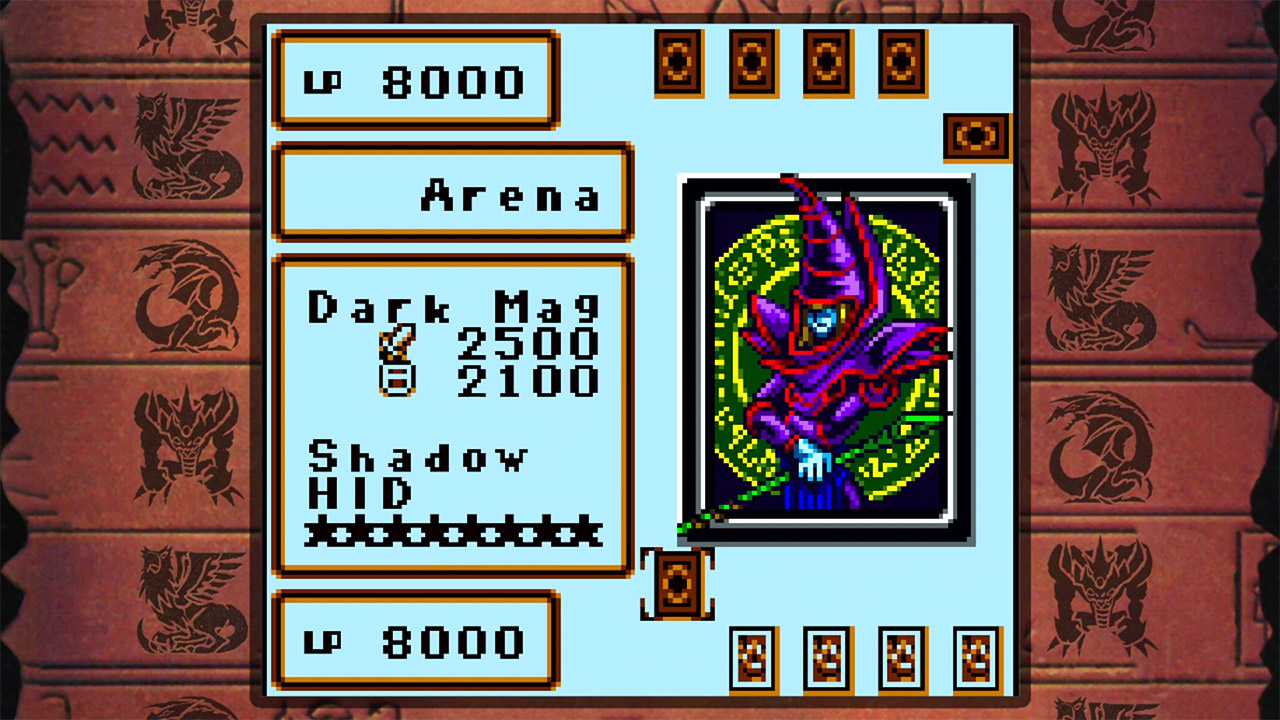 LP 8000
Arena
Dark Mag
2500
2100
Shadow
HID
★★★★★★★★
LP 8000